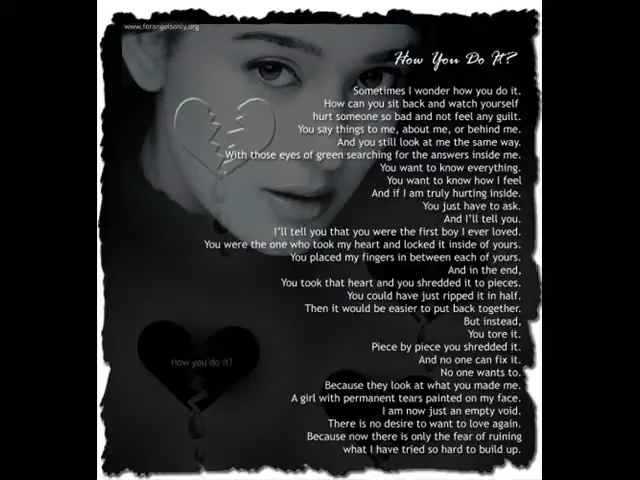 www.forangelsonly.org
How You Do It?
Sometimes I wonder how you do it.
How can you sit back and watch yourself
hurt someone so bad and not feel any guilt.
You say things to me, about me, or behind me.
And you still look at me the same way.
With those eyes of green searching for the answers inside me.
You want to know everything.
You want to know how I feel
And if I am truly hurting inside.
You just have to ask.
And I'll tell you.
I'll tell you that you were the first boy I ever loved.
You were the one who took my heart and locked it inside of yours.
You placed my fingers in between each of yours.
And in the end,
You took that heart and you shredded it to pieces.
You could have just ripped it in half.
Then it would be easier to put back together.
But instead,
You tore it.
Piece by piece you shredded it.
And no one can fix it.
No one wants to.
Because they look at what you made me.
A girl with permanent tears painted on my face.
I am now just an empty void.
There is no desire to want to love again.
Because now there is only the fear of ruining
what I have tried so hard to build up.
How you do it?